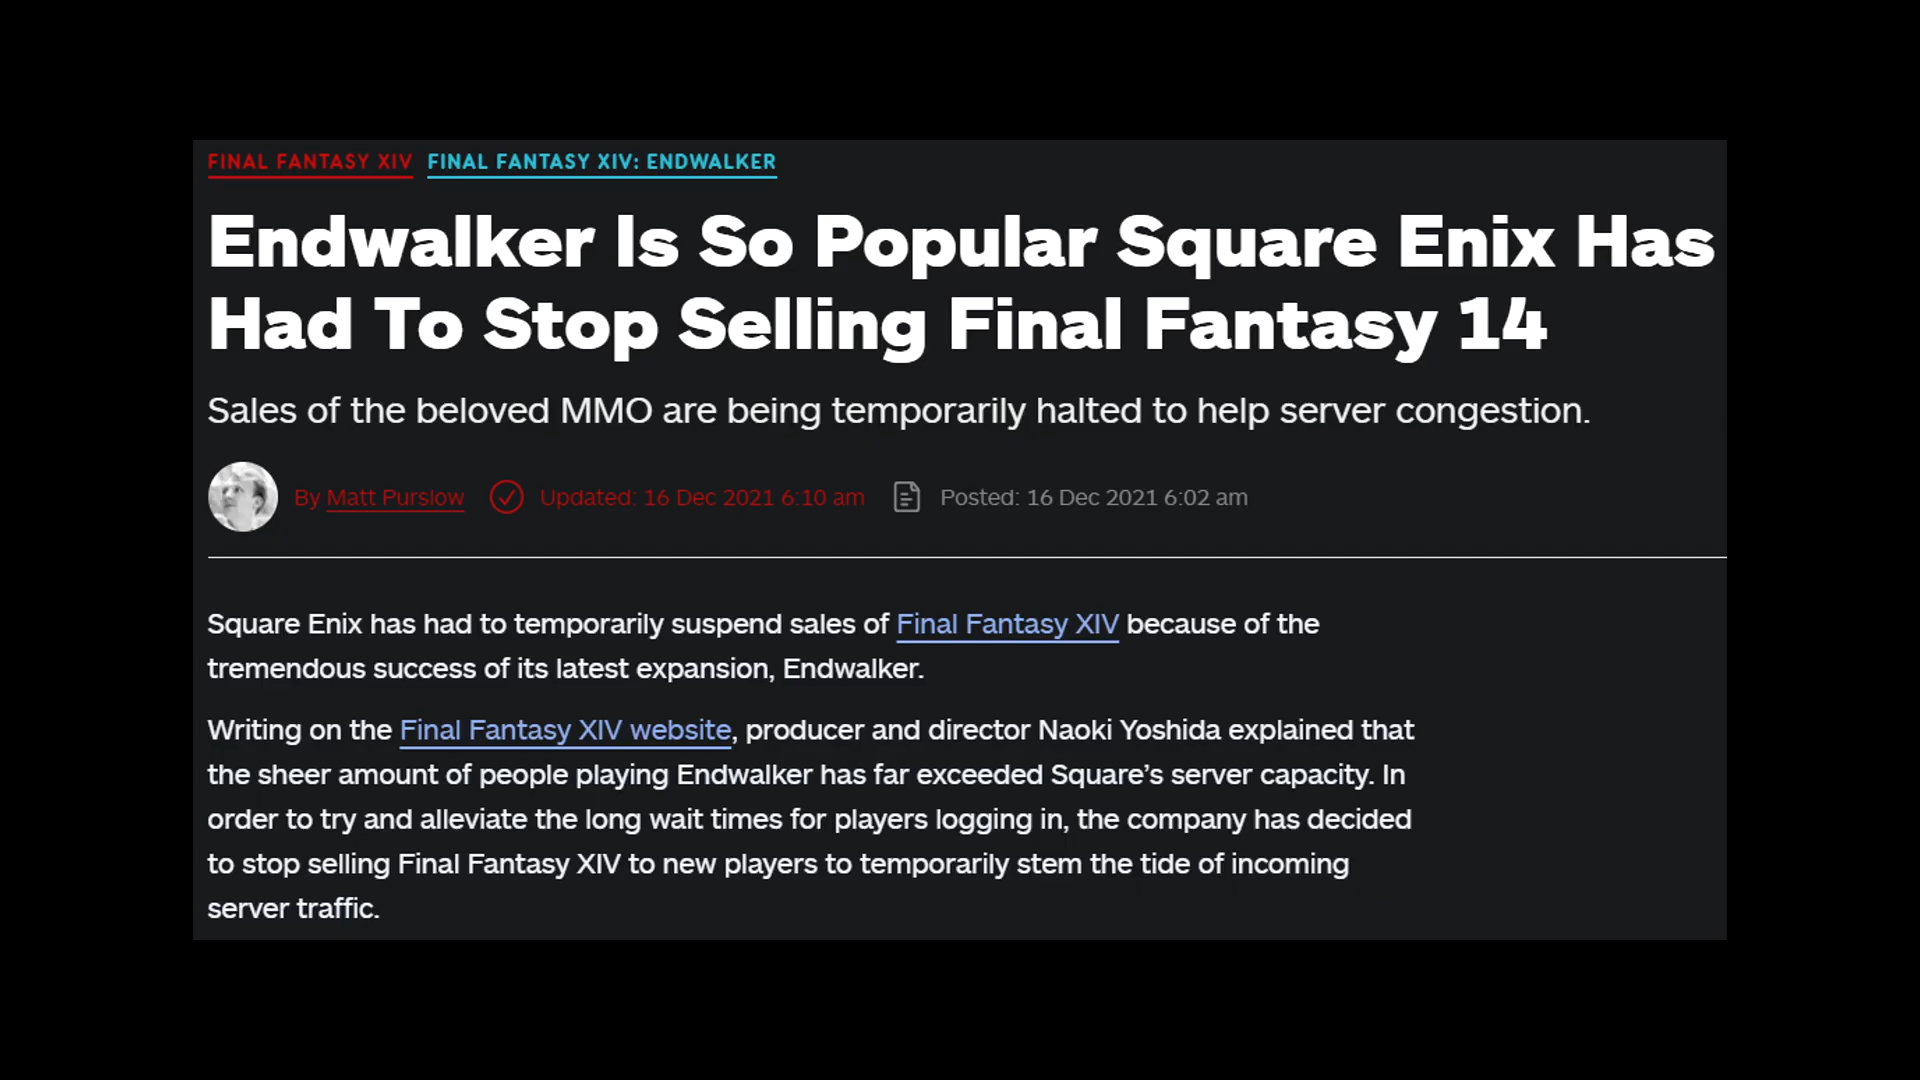 FINAL FANTASY XIV FINAL FANTASY XIV: ENDWALKER
Endwalker Is So Popular Square Enix Has
Had To Stop Selling Final Fantasy 14
Sales of the beloved MMO are being temporarily halted to help server congestion.
By Matt Purslow Updated: 16 Dec 2021 6:10 am Posted: 16 Dec 2021 6:02 am
Square Enix has had to temporarily suspend sales of Final Fantasy XIV because of the
tremendous success of its latest expansion, Endwalker.
Writing on the Final Fantasy XIV website, producer and director Naoki Yoshida explained that
the sheer amount of people playing Endwalker has far exceeded Square’s server capacity. In
order to try and alleviate the long wait times for players logging in, the company has decided
to stop selling Final Fantasy XIV to new players to temporarily stem the tide of incoming
server traffic.